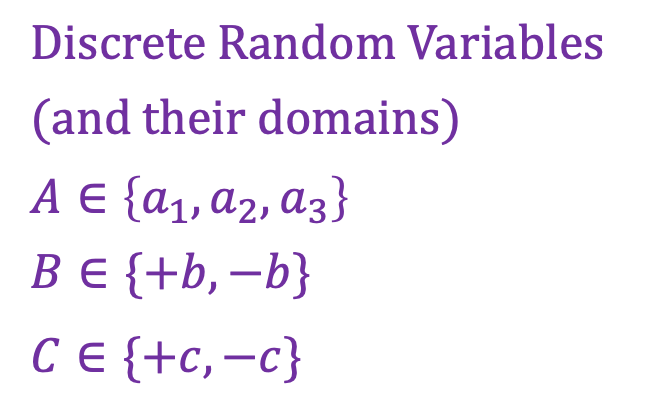 Discrete Random Variables
(and their domains)
A ∈ {a₁, a₂, a₃}
B ∈ {+b, −b}
C ∈ {+c, −c}